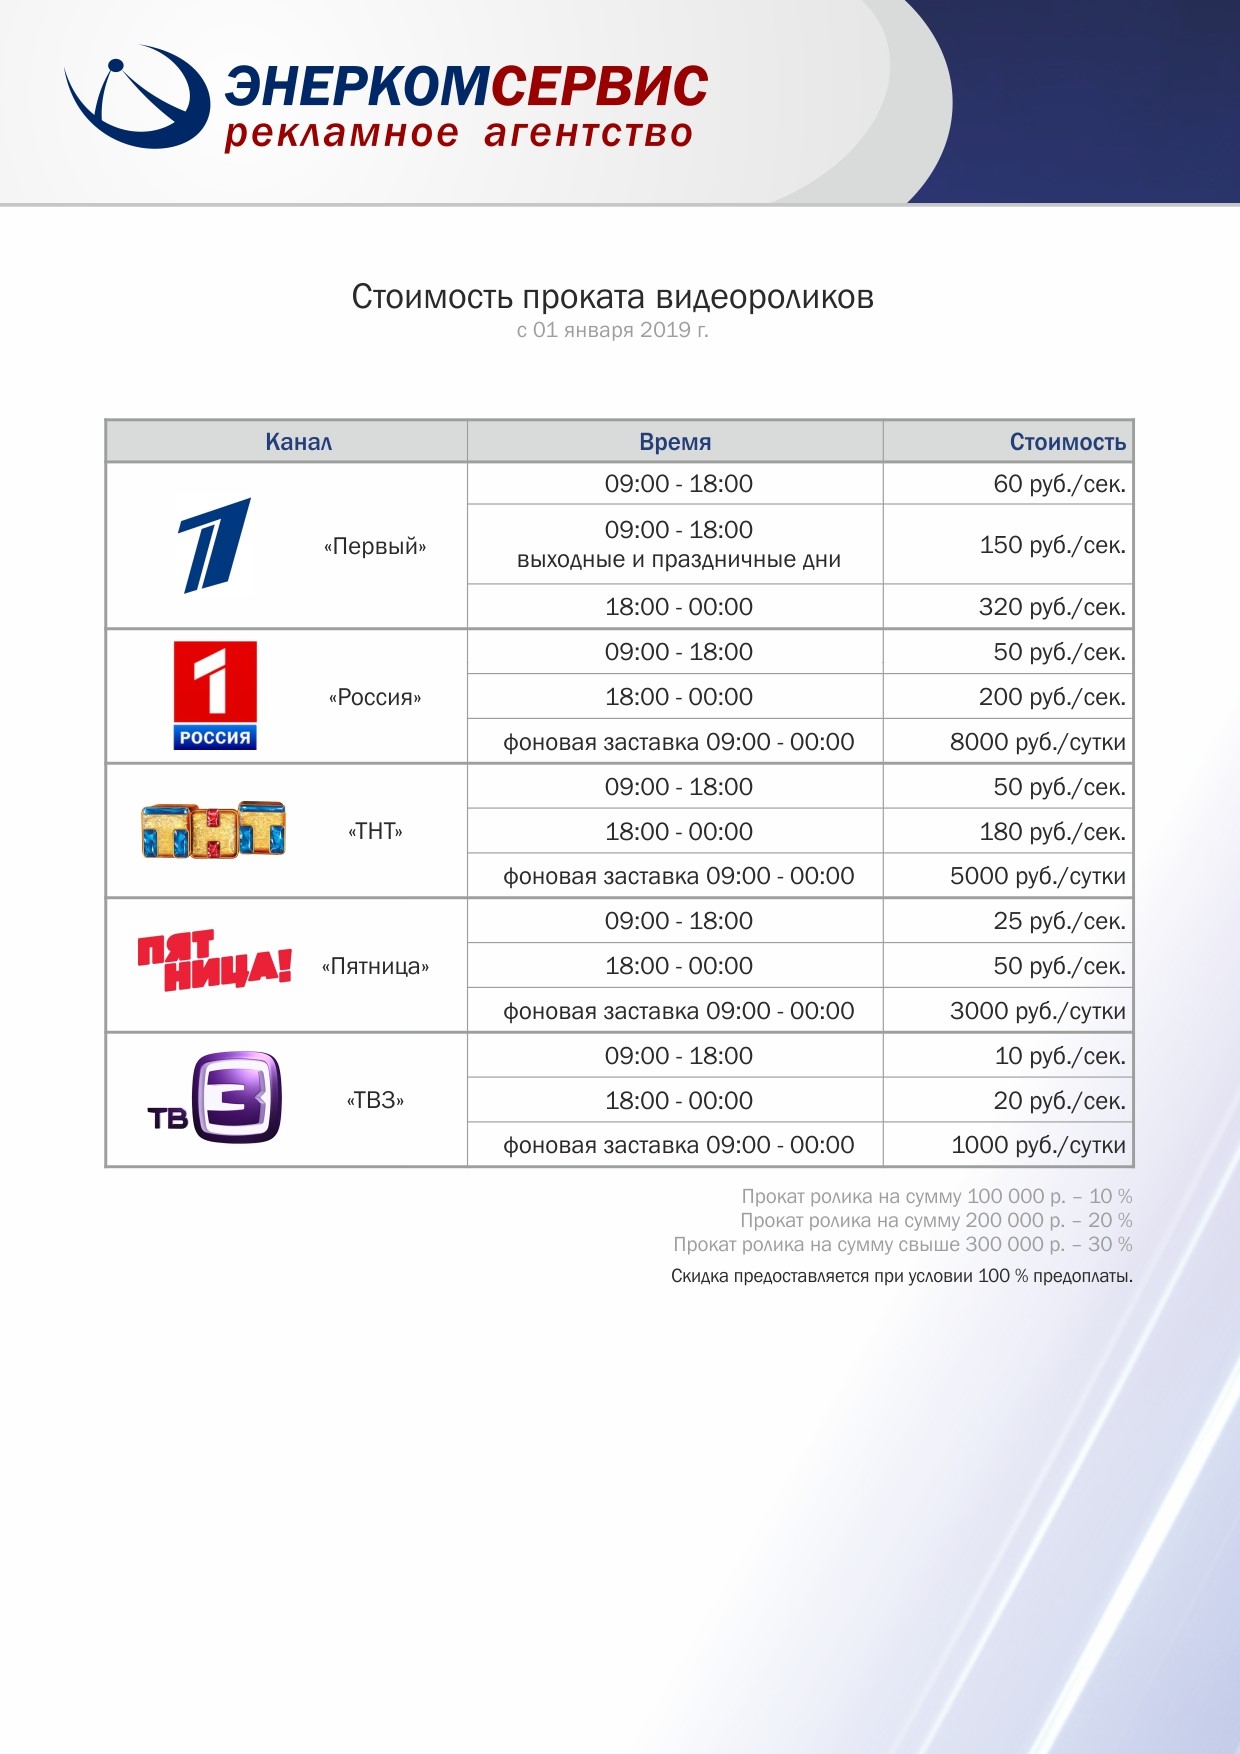 ЭНЕРКОМСЕРВИС
рекламное агентство
Стоимость проката видеороликов
с 01 января 2019 г.
Канал Время Стоимость
«Первый»
09:00 - 18:00 60 руб./сек.
09:00 - 18:00
выходные и праздничные дни
150 руб./сек.
18:00 - 00:00 320 руб./сек.
1
РОССИЯ
«Россия»
09:00 - 18:00 50 руб./сек.
18:00 - 00:00 200 руб./сек.
фоновая заставка 09:00 - 00:00 8000 руб./сутки
ТНТ
«ТНТ»
09:00 - 18:00 50 руб./сек.
18:00 - 00:00 180 руб./сек.
фоновая заставка 09:00 - 00:00 5000 руб./сутки
ПЯТ
НИЦА!
«Пятница»
09:00 - 18:00 25 руб./сек.
18:00 - 00:00 50 руб./сек.
фоновая заставка 09:00 - 00:00 3000 руб./сутки
ТВ 3
«ТВ3»
09:00 - 18:00 10 руб./сек.
18:00 - 00:00 20 руб./сек.
фоновая заставка 09:00 - 00:00 1000 руб./сутки
Прокат ролика на сумму 100 000 р. – 10 %
Прокат ролика на сумму 200 000 р. – 20 %
Прокат ролика на сумму свыше 300 000 р. – 30 %
Скидка предоставляется при условии 100 % предоплаты.